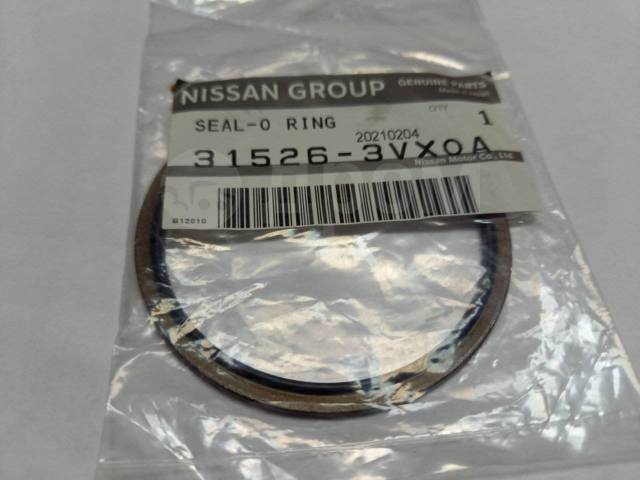 NISSAN GROUP
GENUINE PARTS
QTY
SEAL-O RING
1
20210204
31526-3VX0A
Nissan Motor Co., Ltd.
B12010